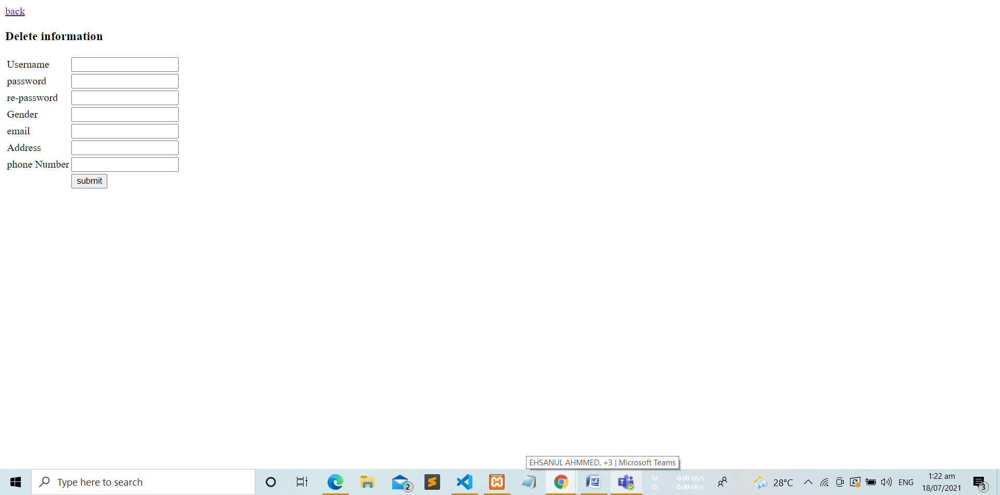 back
Delete information
Username
password
re-password
Gender
email
Address
phone Number
submit
EHSANUL AHMMED, +3 | Microsoft Teams
Type here to search
2
U: 0.00 kB/s
D: 0.00 kB/s
28°C
ENG
1:22 am
18/07/2021
3